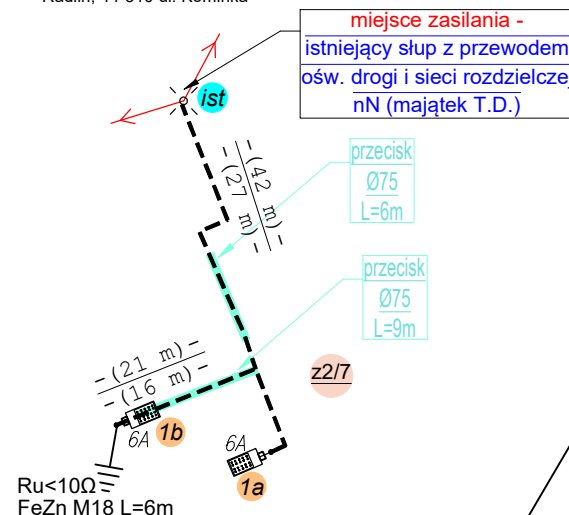 miejsce zasilania -
istniejący słup z przewodem
ośw. drogi i sieci rozdzielczej
nN (majątek T.D.)
ist
-(42 m)-
-(27 m)-
przecisk
Ø75
L=6m
przecisk
Ø75
L=9m
-(21 m)-
-(16 m)-
z2/7
6A
1b
6A
1a
Ru<10Ω
FeZn M18 L=6m